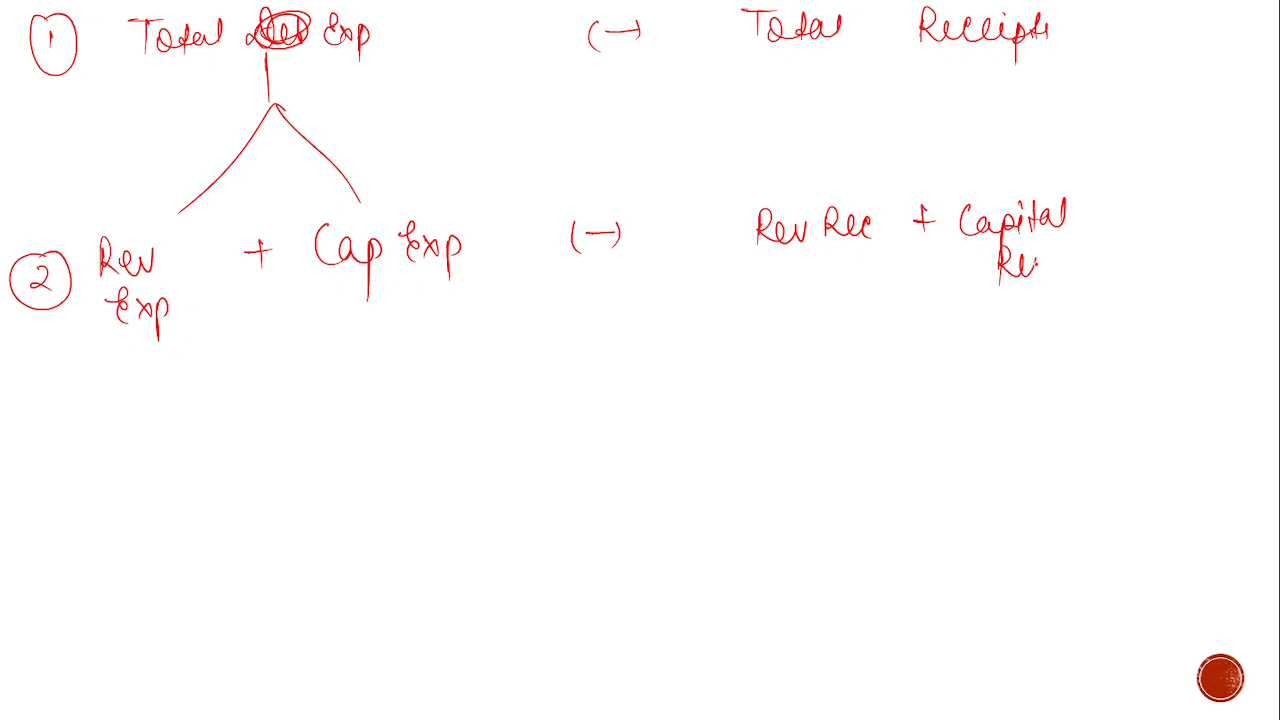 1 Total Exp (-) Total Receipts
2 Rev Exp + Cap Exp (-) Rev Rec + Capital
Re